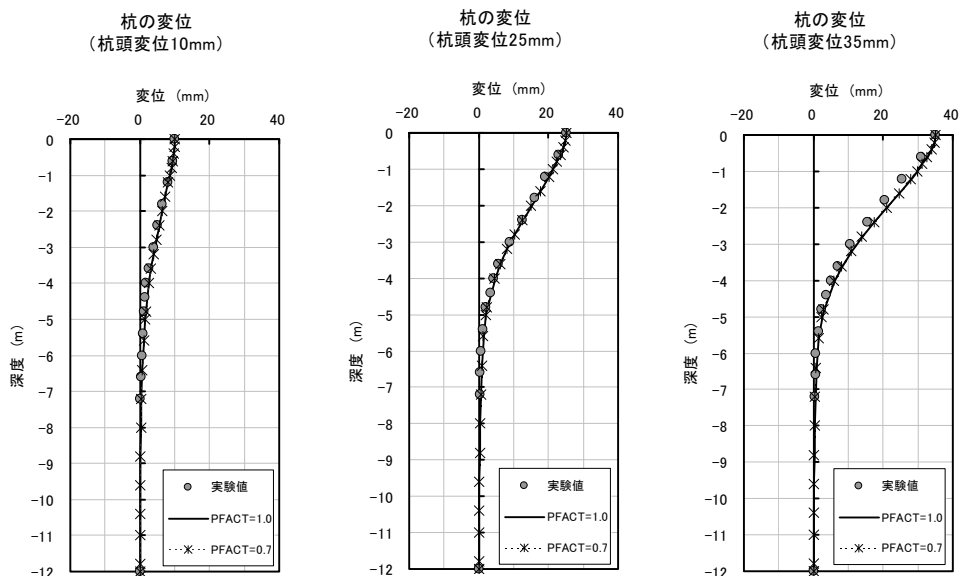 杭の変位
（杭頭変位10mm）
変位 （mm）
-20 0 20 40
0
-1
-2
-3
-4
-5
-6
-7
-8
-9
-10
-11
-12
深度 （m）
実験値
PFACT=1.0
PFACT=0.7
杭の変位
（杭頭変位25mm）
変位 （mm）
-20 0 20 40
0
-1
-2
-3
-4
-5
-6
-7
-8
-9
-10
-11
-12
深度 （m）
実験値
PFACT=1.0
PFACT=0.7
杭の変位
（杭頭変位35mm）
変位 （mm）
-20 0 20 40
0
-1
-2
-3
-4
-5
-6
-7
-8
-9
-10
-11
-12
深度 （m）
実験値
PFACT=1.0
PFACT=0.7